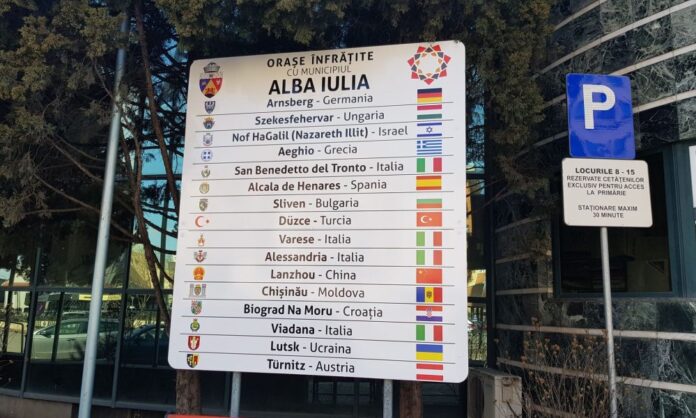 ORAȘE ÎNFRĂȚITE
CU MUNICIPIUL
ALBA IULIA
Arnsberg - Germania
Szekesfehervar - Ungaria
Nof HaGalil (Nazareth Illit) - Israel
Aeghio - Grecia
San Benedetto del Tronto - Italia
Alcala de Henares - Spania
Sliven - Bulgaria
Düzce - Turcia
Varese - Italia
Alessandria - Italia
Lanzhou - China
Chișinău - Moldova
Biograd Na Moru - Croația
Viadana - Italia
Lutsk - Ucraina
Türnitz - Austria
P
LOCURILE 8 - 15
REZERVATE CETĂȚENILOR
EXCLUSIV PENTRU ACCES
LA PRIMĂRIE
STAȚIONARE MAXIM
30 MINUTE